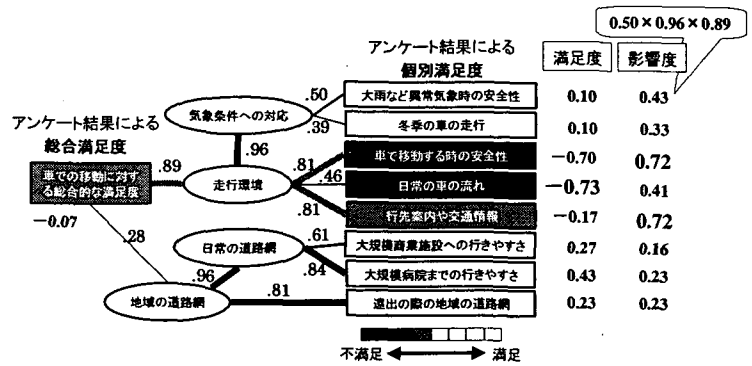 0.50×0.96×0.89
アンケート結果による
個別満足度
満足度
影響度
.50
大雨など異常気象時の安全性
0.10
0.43
気象条件への対応
.39
冬季の車の走行
0.10
0.33
アンケート結果による
総合満足度
.96
.81
車で移動する時の安全性
-0.70
0.72
車での移動に対す
る総合的な満足度
.89
走行環境
.46
日常の車の流れ
-0.73
0.41
-0.07
.81
行先案内や交通情報
-0.17
0.72
.28
日常の道路網
.61
大規模商業施設への行きやすさ
0.27
0.16
.96
.84
大規模病院までの行きやすさ
0.43
0.23
地域の道路網
.81
遠出の際の地域の道路網
0.23
0.23
不満足
満足